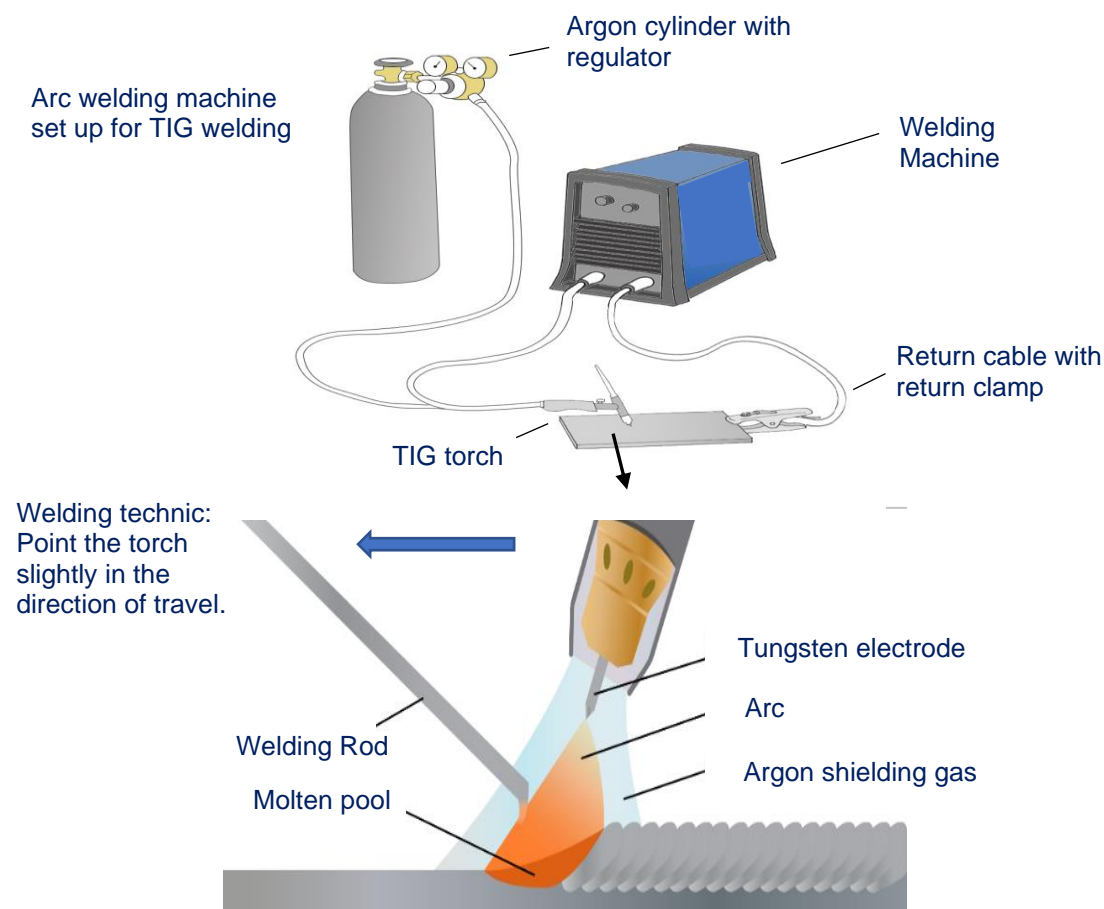 Argon cylinder with
regulator
Arc welding machine
set up for TIG welding
Welding
Machine
Return cable with
return clamp
TIG torch
Welding technic:
Point the torch
slightly in the
direction of travel.
Tungsten electrode
Arc
Welding Rod
Argon shielding gas
Molten pool